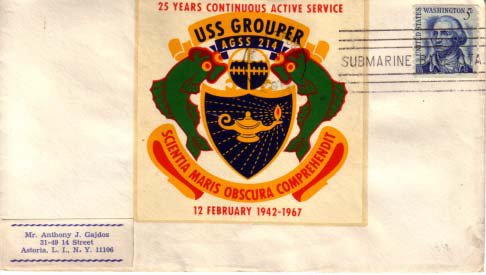 25 YEARS CONTINUOUS ACTIVE SERVICE
USS GROUPER
AGSS 214
SCIENTIA MARIS OBSCURA COMPREHENDIT
12 FEBRUARY 1942-1967
WASHINGTON 5c
UNITED STATES
SUBMARINE
Mr. Anthony J. Gajdos
31-49 14 Street
Astoria, L. I., N. Y. 11106